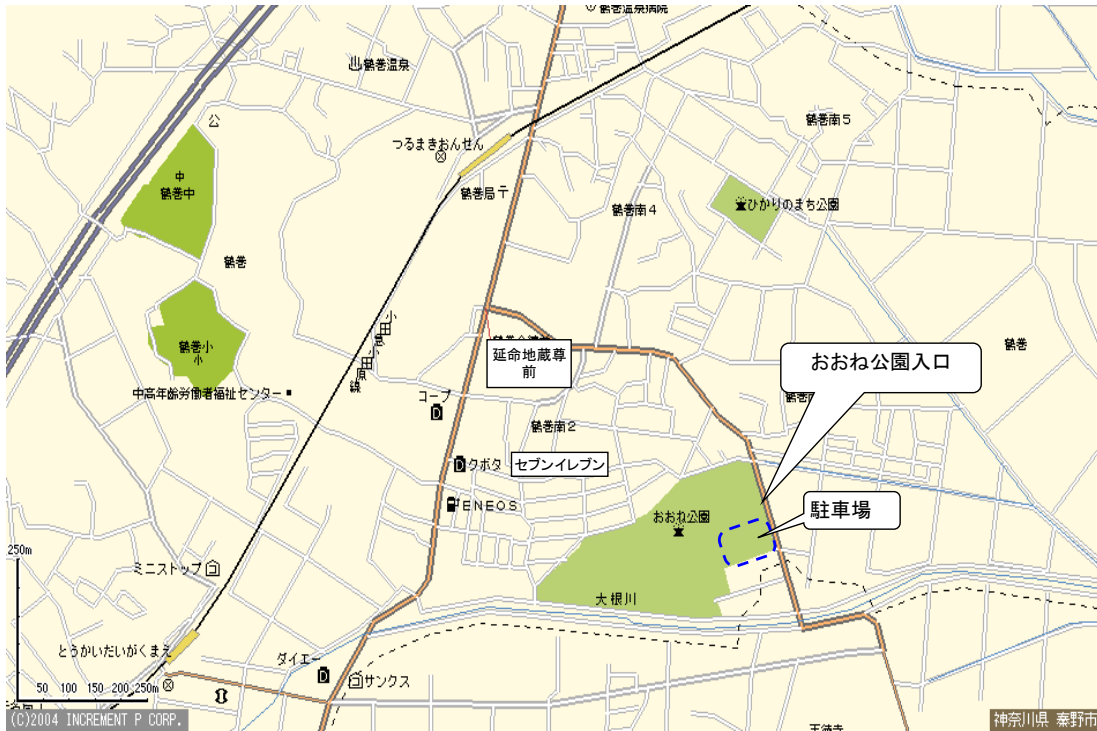 鶴巻温泉病院
鶴巻温泉
公
つるまきおんせん
鶴巻南5
中
鶴巻中
鶴巻局〒
鶴巻南4
ひかりのまち公園
鶴巻
小田急小田原線
延命地蔵尊
前
おおね公園入口
鶴巻
鶴巻小
小
中高年齢労働者福祉センター
コープ
鶴巻南2
クボタ
セブンイレブン
ENEOS
おおね公園
駐車場
250m
ミニストップ
大根川
とうかいだいがくまえ
ダイエー
サンクス
50 100 150 200 250m
(C)2004 INCREMENT P CORP.
神奈川県 秦野市